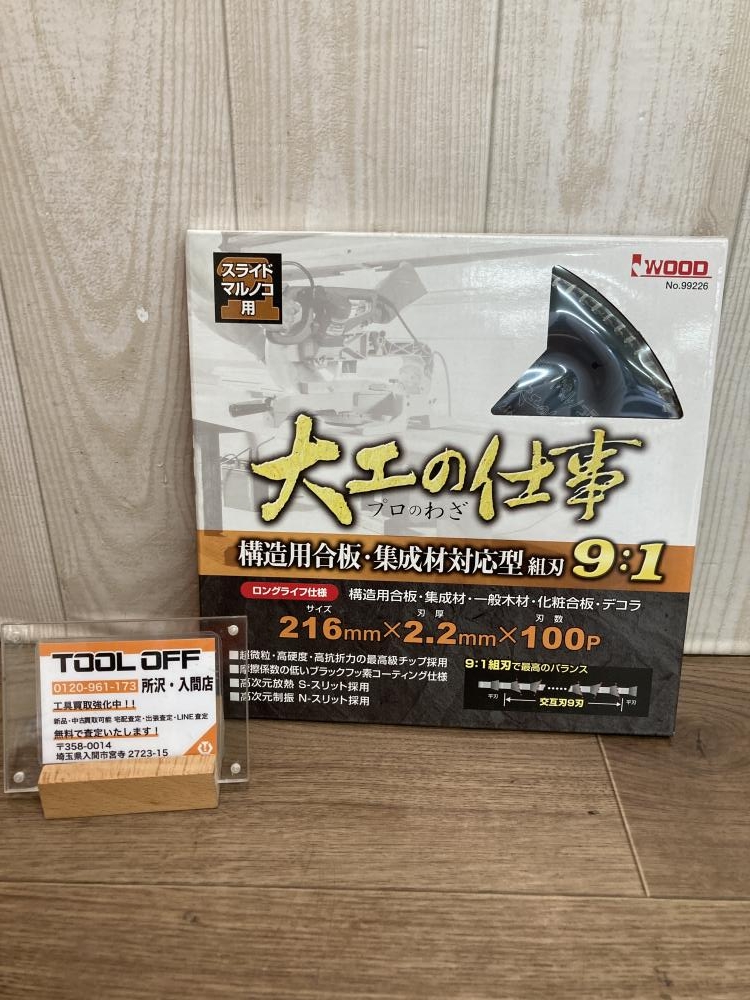 スライド
マルノコ
用
WOOD
No.99226
大工の仕事
プロのわざ
構造用合板・集成材対応型 組刃 9:1
ロングライフ仕様
構造用合板・集成材・一般木材・化粧合板・デコラ
サイズ 刃厚 刃数
216mm×2.2mm×100P
■超微粒・高硬度・高抗折力の最高級チップ採用
■摩擦係数の低いブラックフッ素コーティング仕様
■高次元放熱 S-スリット採用
■高次元制振 N-スリット採用
9:1組刃で最高のバランス
平刃 交互刃9刃 平刃
TOOL OFF
0120-961-173 所沢・入間店
工具買取強化中!!
新品・中古買取可能 宅配査定・出張査定・LINE査定
無料で査定いたします!
〒358-0014
埼玉県入間市宮寺 2723-15